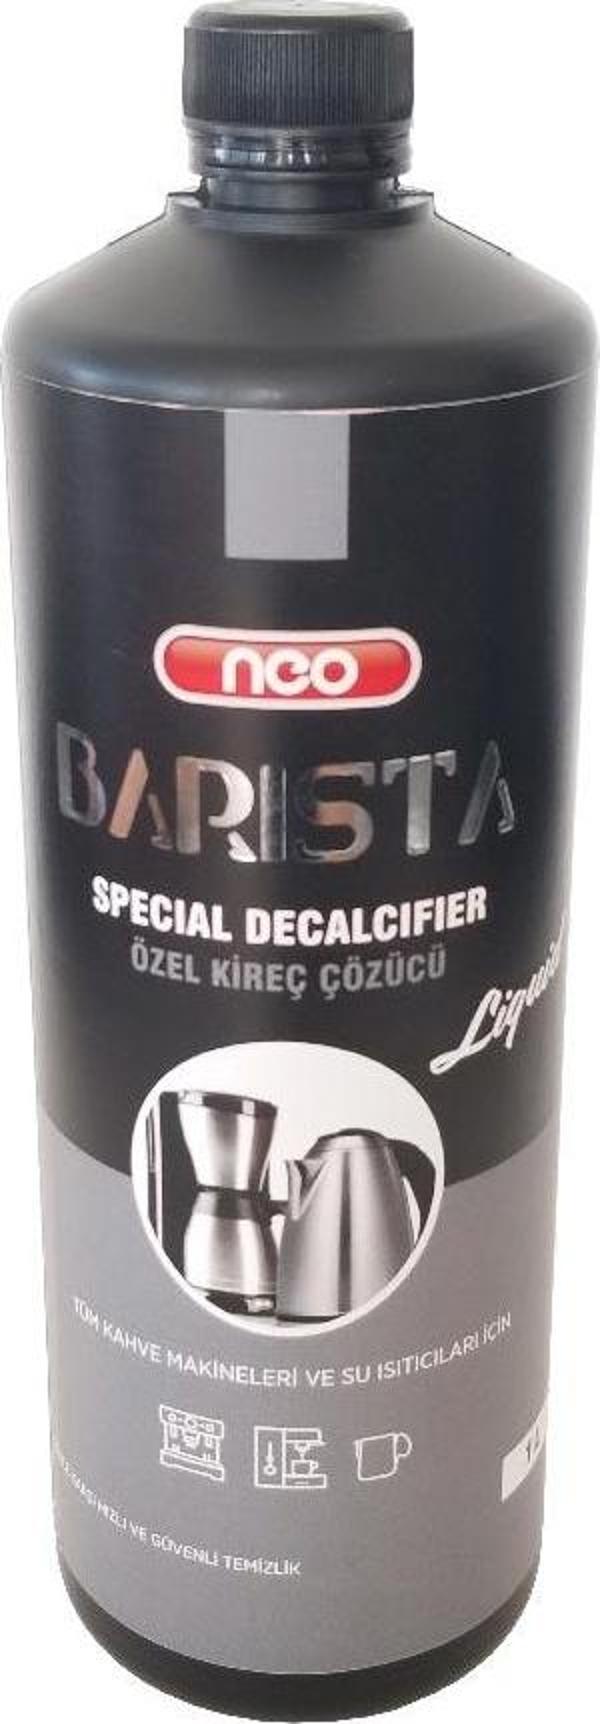 neo
BARISTA
SPECIAL DECALCIFIER
ÖZEL KİREÇ ÇÖZÜCÜ
Liquid
TÜM KAHVE MAKİNELERİ VE SU ISITICILARI İÇİN
HIZLI VE GÜVENLİ TEMİZLİK